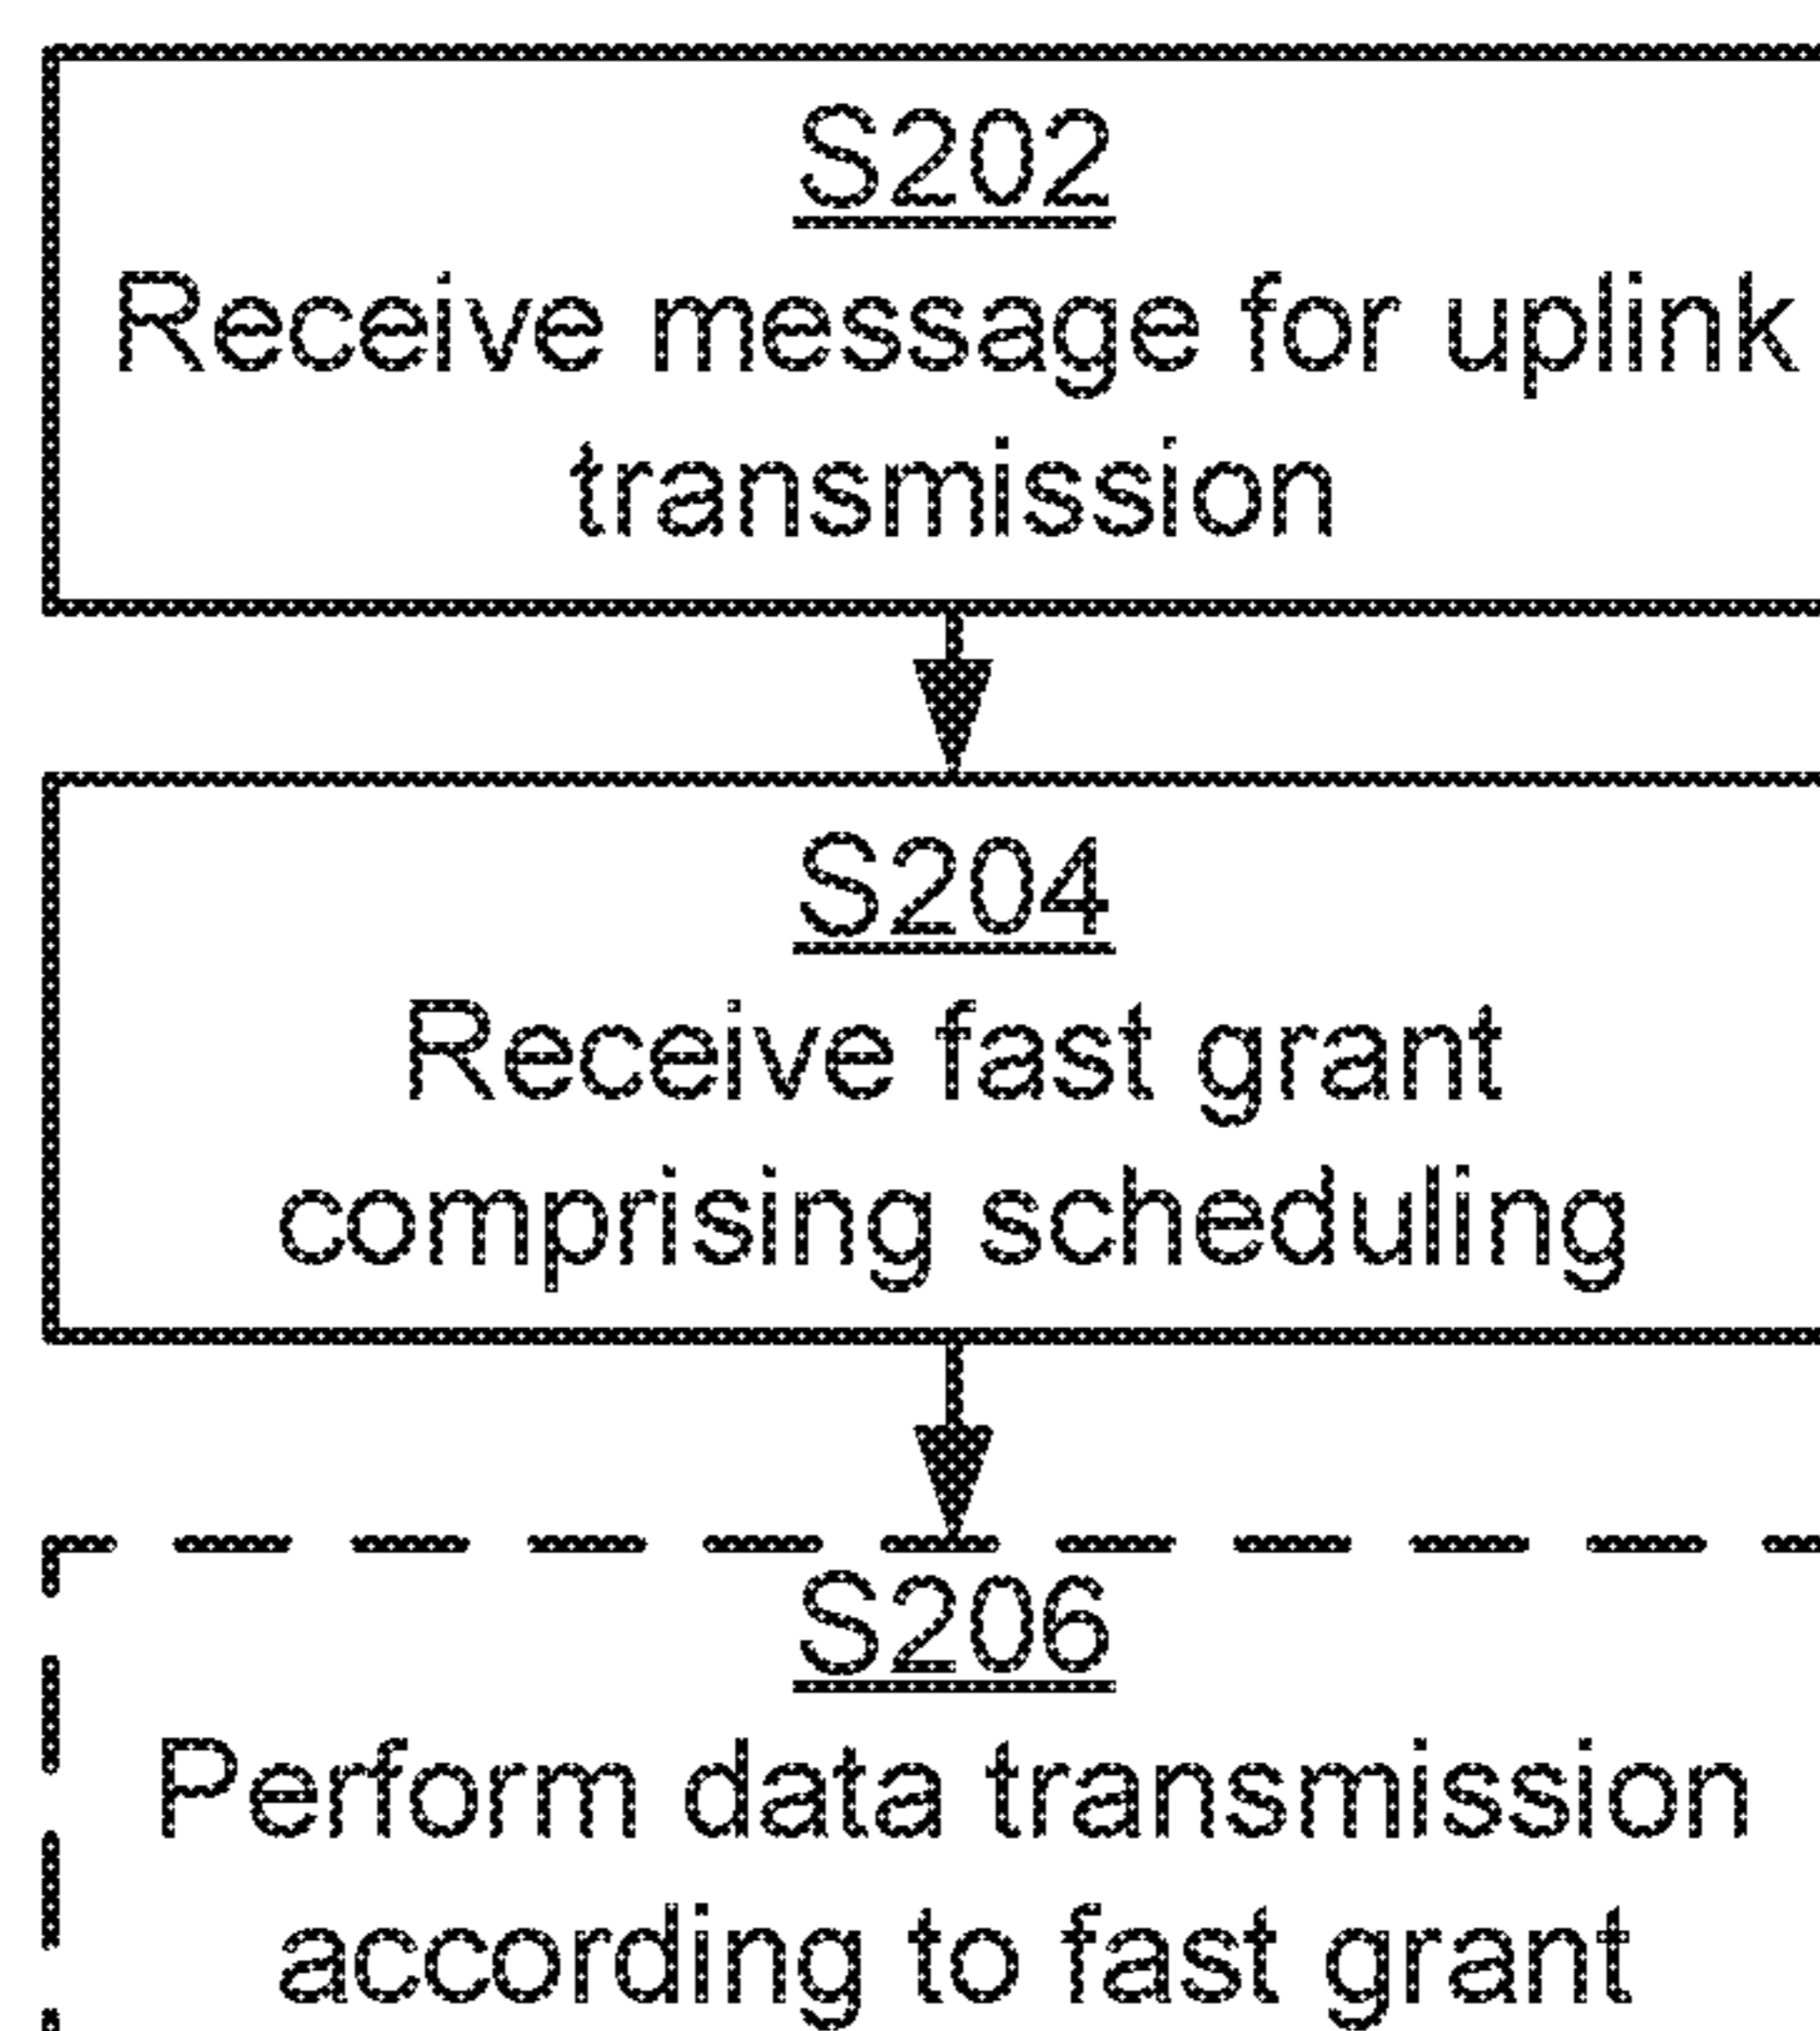 S202
Receive message for uplink
transmission
S204
Receive fast grant
comprising scheduling
S206
Perform data transmission
according to fast grant